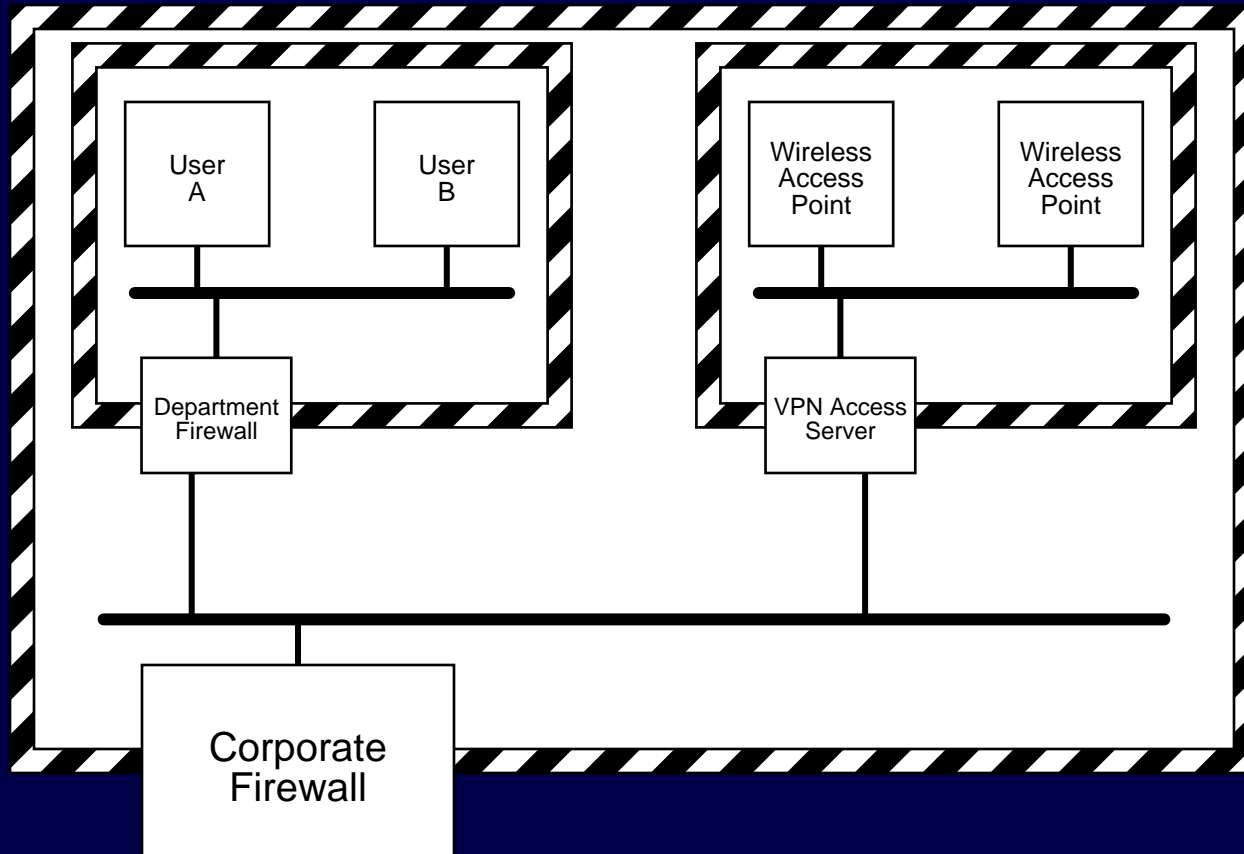 User
A
User
B
Wireless
Access
Point
Wireless
Access
Point
Department
Firewall
VPN Access
Server
Corporate
Firewall